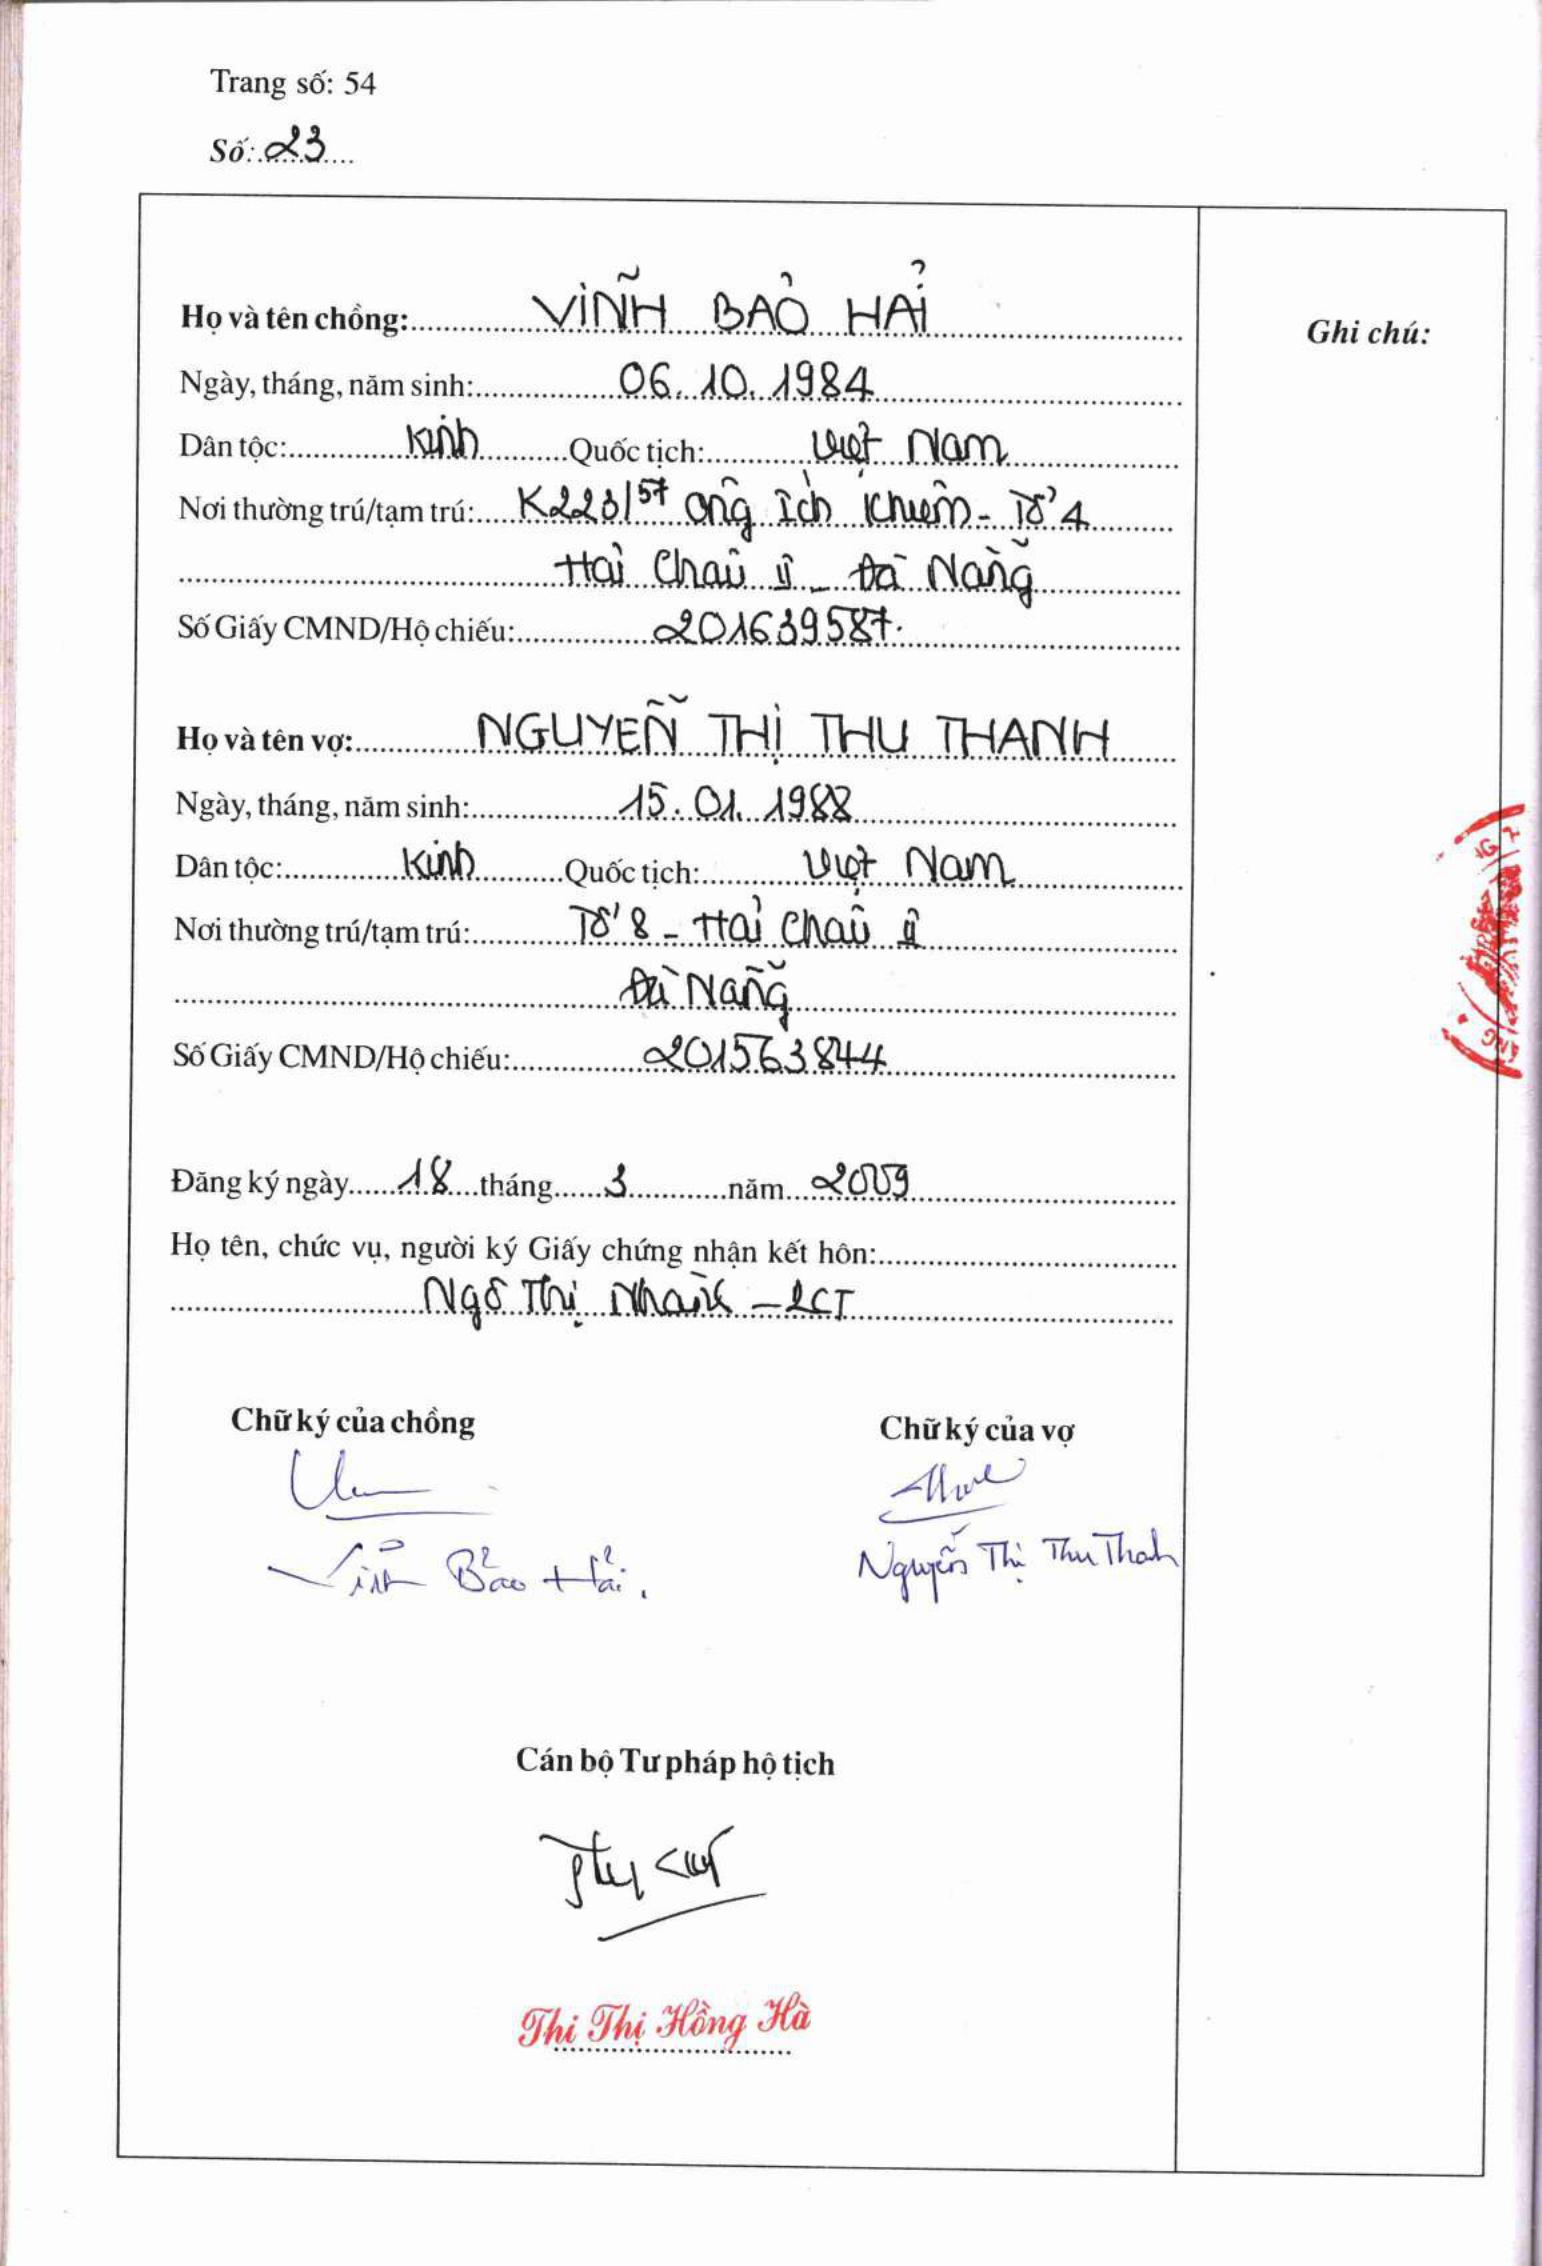 Trang số: 54
Số: 23
Họ và tên chồng: VĨNH BẢO HẢI
Ghi chú:
Ngày, tháng, năm sinh: 06.10.1984
Dân tộc: Kinh Quốc tịch: Việt Nam
Nơi thường trú/tạm trú: K223/57 Ông Ích Khiêm - Tổ 4
Hải Châu II - Đà Nẵng
Số Giấy CMND/Hộ chiếu: 201639587.
Họ và tên vợ: NGUYỄN THỊ THU THANH
Ngày, tháng, năm sinh: 15.01.1988
Dân tộc: Kinh Quốc tịch: Việt Nam
Nơi thường trú/tạm trú: Tổ 8 - Hải Châu II
Đà Nẵng
Số Giấy CMND/Hộ chiếu: 201563844
Đăng ký ngày 18 tháng 3 năm 2009
Họ tên, chức vụ, người ký Giấy chứng nhận kết hôn:
Ngô Thị - PCT
Chữ ký của chồng
Chữ ký của vợ
Vĩnh Bảo Hải.
Nguyễn Thị Thu Thanh
Cán bộ Tư pháp hộ tịch
Thi Thị Hồng Hà